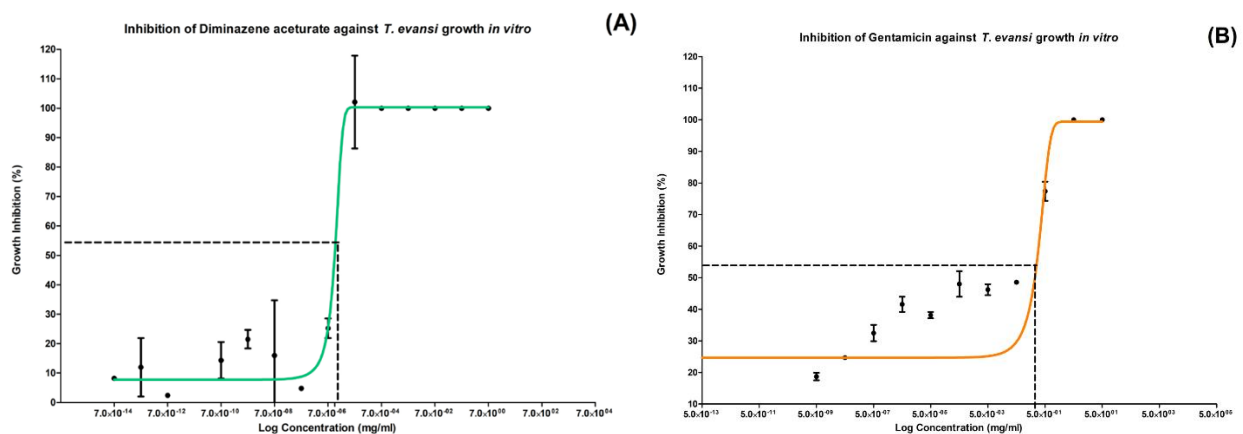 (A)
Inhibition of Diminazene aceturate against T. evansi growth in vitro
Growth Inhibition (%)
120
110
100
90
80
70
60
50
40
30
20
10
0
7.0×10⁻¹⁴ 7.0×10⁻¹² 7.0×10⁻¹⁰ 7.0×10⁻⁰⁸ 7.0×10⁻⁰⁶ 7.0×10⁻⁰⁴ 7.0×10⁻⁰² 7.0×10⁰⁰ 7.0×10⁰² 7.0×10⁰⁴
Log Concentration (mg/ml)
(B)
Inhibition of Gentamicin against T. evansi growth in vitro
Growth Inhibition (%)
120
110
100
90
80
70
60
50
40
30
20
10
5.0×10⁻¹³ 5.0×10⁻¹¹ 5.0×10⁻⁰⁹ 5.0×10⁻⁰⁷ 5.0×10⁻⁰⁵ 5.0×10⁻⁰³ 5.0×10⁻⁰¹ 5.0×10⁰¹ 5.0×10⁰³ 5.0×10⁰⁵
Log Concentration (mg/ml)